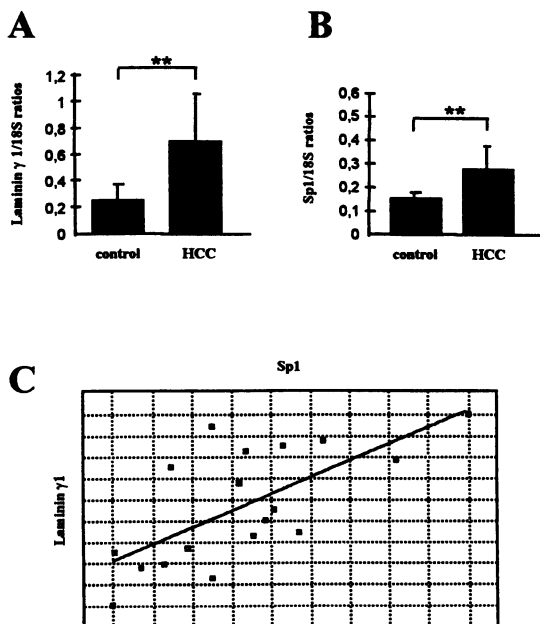 A
Laminin γ 1/18S ratios
1,2
1
0,8
0,6
0,4
0,2
0
**
control HCC
B
Sp1/18S ratios
0,6
0,5
0,4
0,3
0,2
0,1
0
**
control HCC
C
Sp1
Laminin γ1